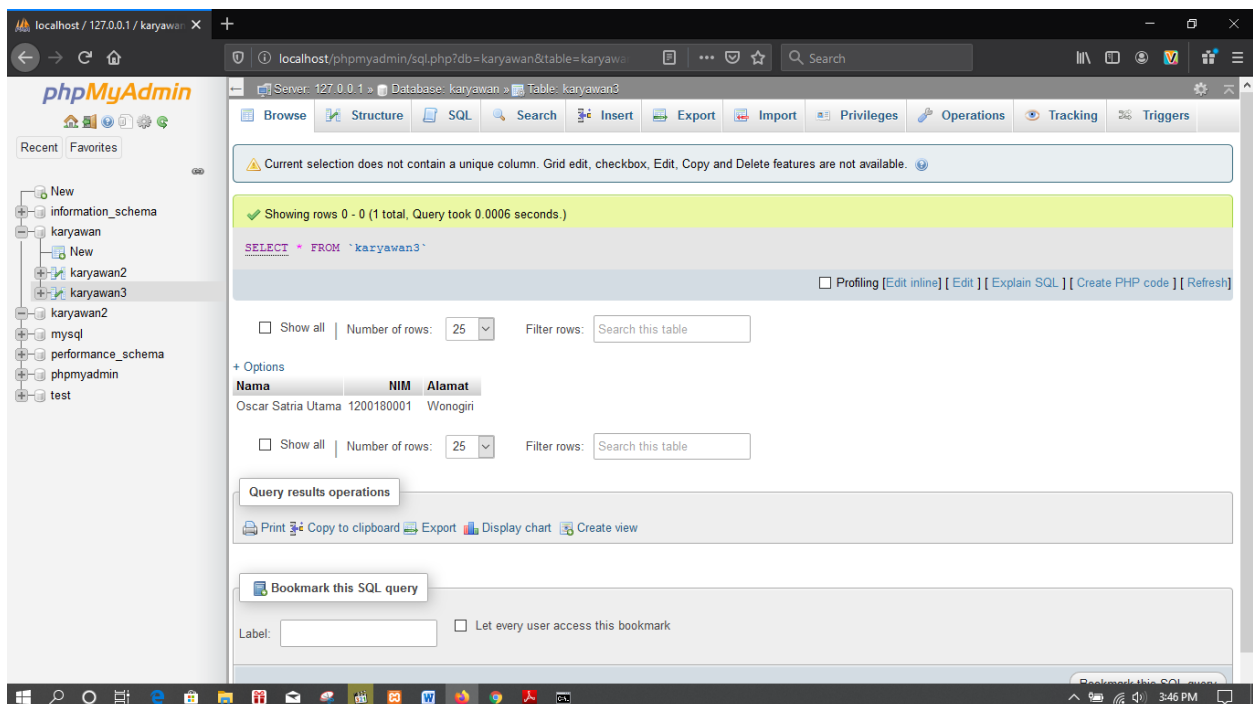 localhost / 127.0.0.1 / karyawan
localhost/phpmyadmin/sql.php?db=karyawan&table=karyawa
Search
phpMyAdmin
Recent Favorites
New
information_schema
karyawan
New
karyawan2
karyawan3
karyawan2
mysql
performance_schema
phpmyadmin
test
Server: 127.0.0.1 » Database: karyawan » Table: karyawan3
Browse Structure SQL Search Insert Export Import Privileges Operations Tracking Triggers
Current selection does not contain a unique column. Grid edit, checkbox, Edit, Copy and Delete features are not available.
Showing rows 0 - 0 (1 total, Query took 0.0006 seconds.)
SELECT * FROM `karyawan3`
Profiling [Edit inline] [ Edit ] [ Explain SQL ] [ Create PHP code ] [ Refresh]
Show all | Number of rows: 25 Filter rows: Search this table
+ Options
Nama NIM Alamat
Oscar Satria Utama 1200180001 Wonogiri
Show all | Number of rows: 25 Filter rows: Search this table
Query results operations
Print Copy to clipboard Export Display chart Create view
Bookmark this SQL query
Label: Let every user access this bookmark
Bookmark this SQL query
3:46 PM